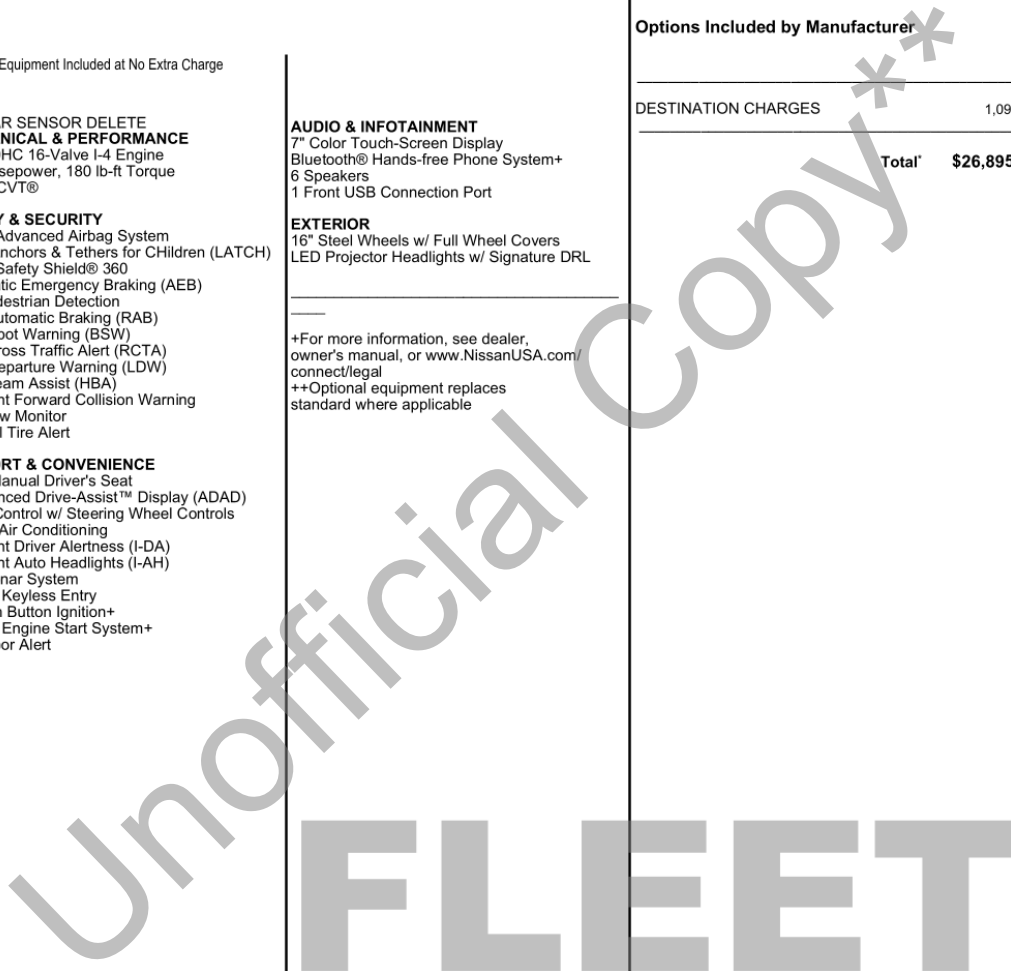 Equipment Included at No Extra Charge
R SENSOR DELETE
NICAL & PERFORMANCE
HC 16-Valve I-4 Engine
sepower, 180 lb-ft Torque
CVT®
Y & SECURITY
Advanced Airbag System
nchors & Tethers for CHildren (LATCH)
Safety Shield® 360
tic Emergency Braking (AEB)
destrian Detection
utomatic Braking (RAB)
pot Warning (BSW)
ross Traffic Alert (RCTA)
eparture Warning (LDW)
eam Assist (HBA)
nt Forward Collision Warning
w Monitor
l Tire Alert
RT & CONVENIENCE
Manual Driver's Seat
nced Drive-Assist™ Display (ADAD)
Control w/ Steering Wheel Controls
Air Conditioning
nt Driver Alertness (I-DA)
nt Auto Headlights (I-AH)
nar System
Keyless Entry
n Button Ignition+
Engine Start System+
or Alert
AUDIO & INFOTAINMENT
7" Color Touch-Screen Display
Bluetooth® Hands-free Phone System+
6 Speakers
1 Front USB Connection Port
EXTERIOR
16" Steel Wheels w/ Full Wheel Covers
LED Projector Headlights w/ Signature DRL
+For more information, see dealer,
owner's manual, or www.NissanUSA.com/
connect/legal
++Optional equipment replaces
standard where applicable
Options Included by Manufacturer
DESTINATION CHARGES 1,09
Total* $26,895
Unofficial Copy**
FLEET